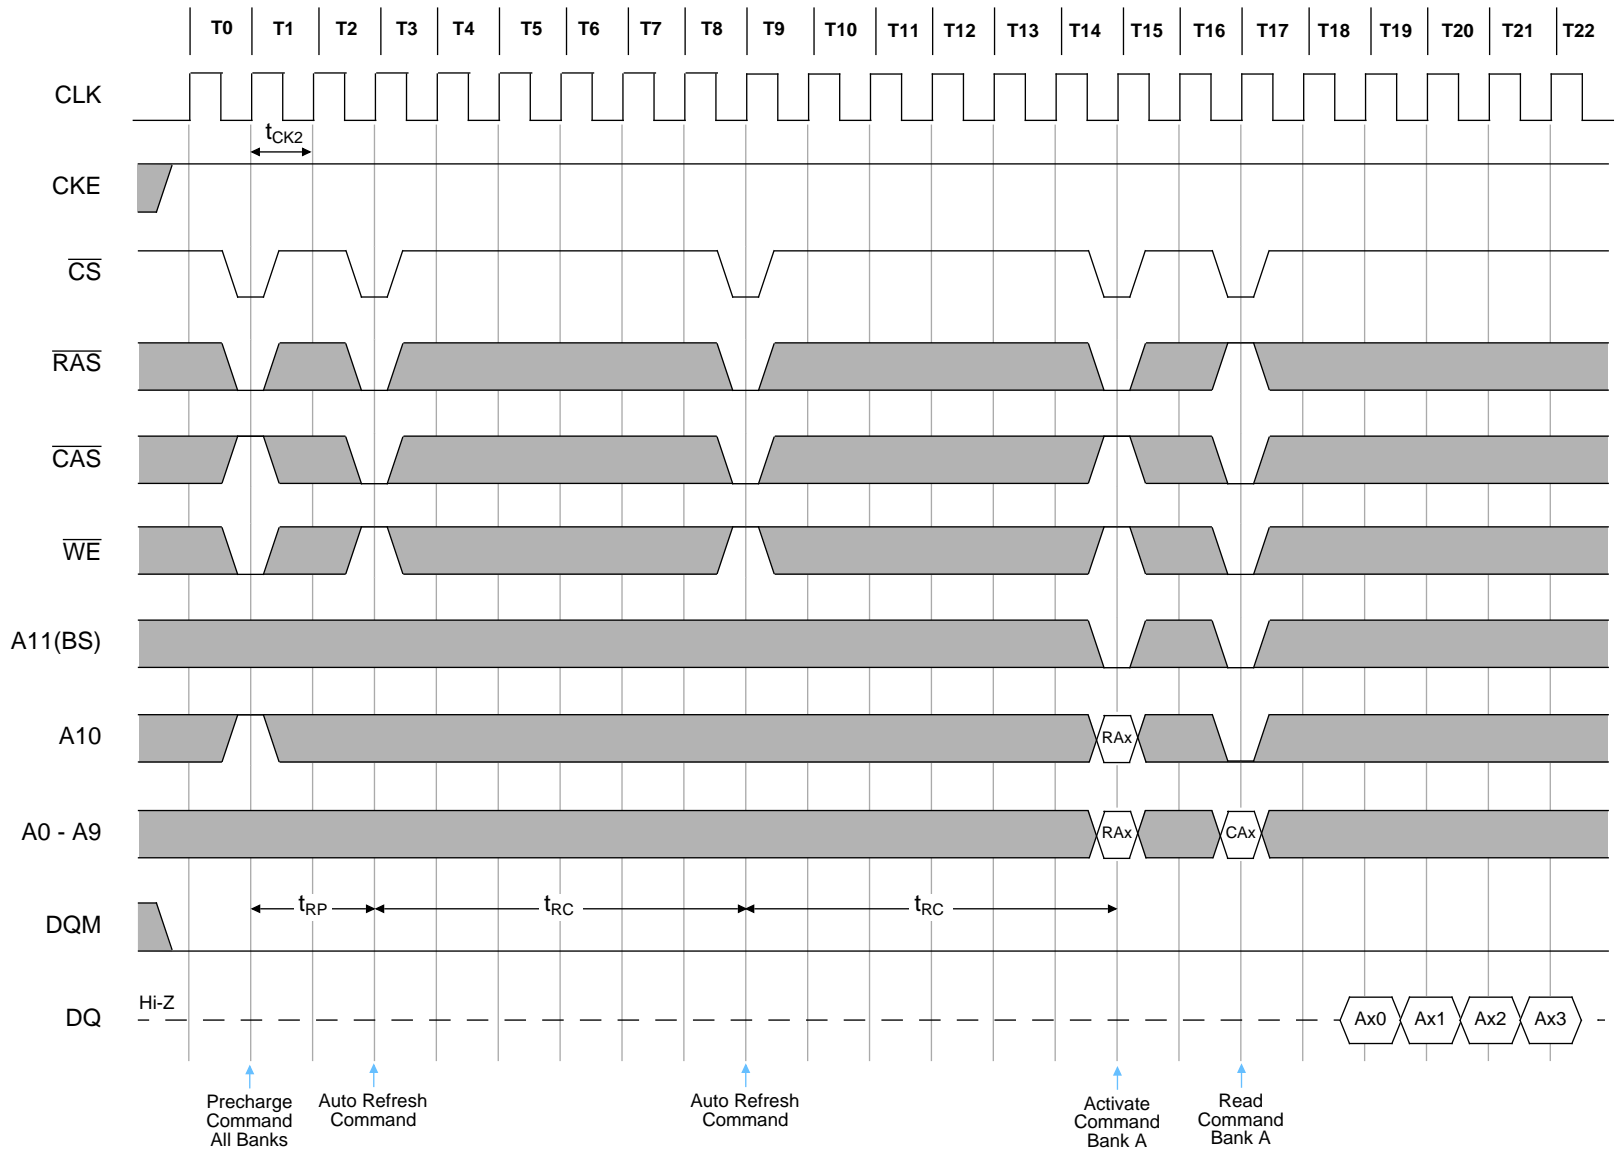 T0 T1 T2 T3 T4 T5 T6 T7 T8 T9 T10 T11 T12 T13 T14 T15 T16 T17 T18 T19 T20 T21 T22
CLK
tCK2
CKE
CS
RAS
CAS
WE
A11(BS)
A10
RAx
A0 - A9
RAx
CAx
tRP
tRC
tRC
DQM
Hi-Z
DQ
Ax0
Ax1
Ax2
Ax3
Precharge
Command
All Banks
Auto Refresh
Command
Auto Refresh
Command
Activate
Command
Bank A
Read
Command
Bank A